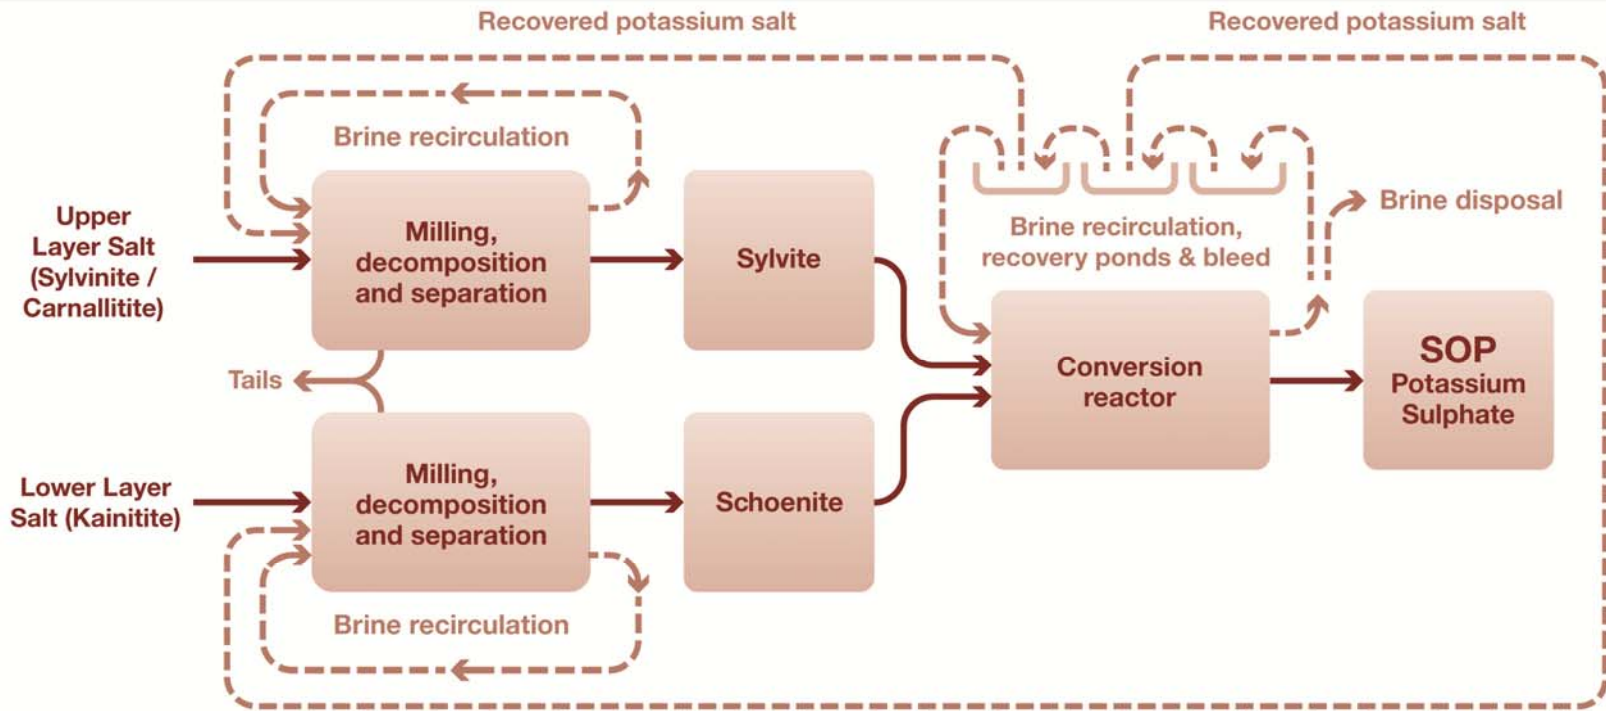 Recovered potassium salt
Recovered potassium salt
Brine recirculation
Upper
Layer Salt
(Sylvinite /
Carnallitite)
Milling,
decomposition
and separation
Sylvite
Brine recirculation,
recovery ponds & bleed
Brine disposal
Tails
Conversion
reactor
SOP
Potassium
Sulphate
Lower Layer
Salt (Kainitite)
Milling,
decomposition
and separation
Schoenite
Brine recirculation